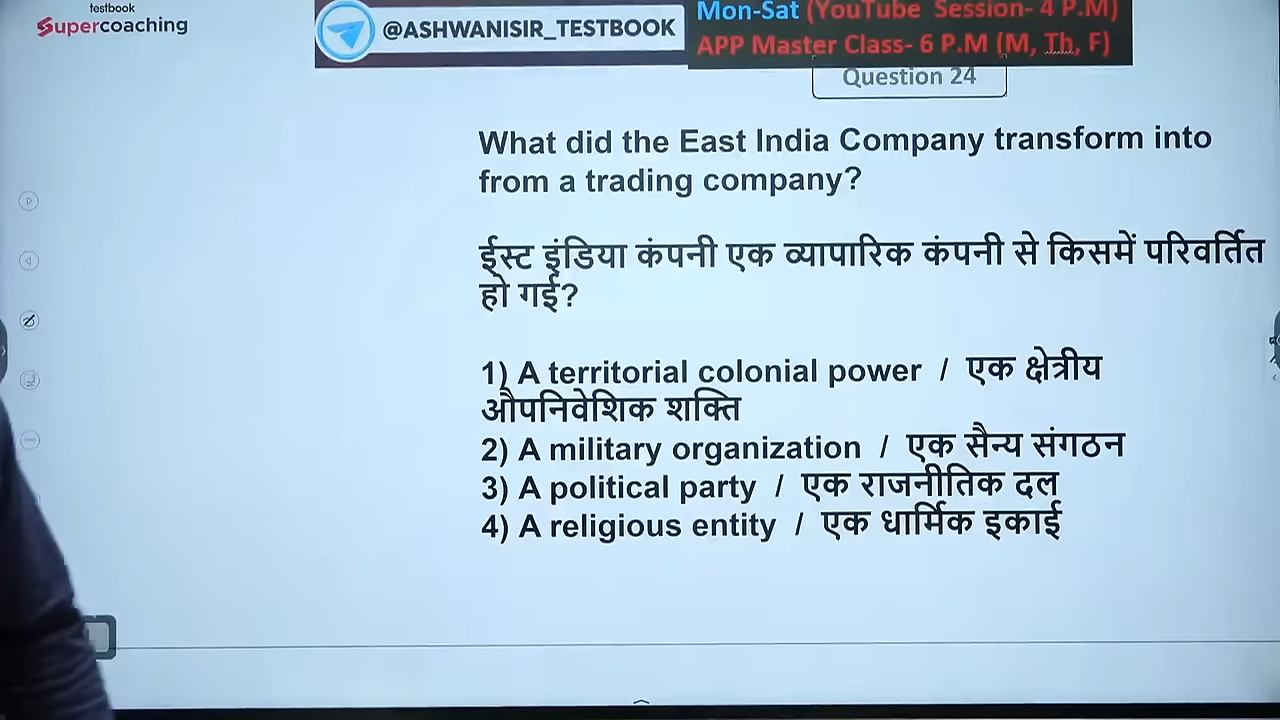 testbook
Supercoaching
@ASHWANISIR_TESTBOOK
Mon-Sat (YouTube Session- 4 P.M)
APP Master Class- 6 P.M (M, Th, F)
Question 24
What did the East India Company transform into
from a trading company?
ईस्ट इंडिया कंपनी एक व्यापारिक कंपनी से किसमें परिवर्तित
हो गई?
1) A territorial colonial power / एक क्षेत्रीय
औपनिवेशिक शक्ति
2) A military organization / एक सैन्य संगठन
3) A political party / एक राजनीतिक दल
4) A religious entity / एक धार्मिक इकाई